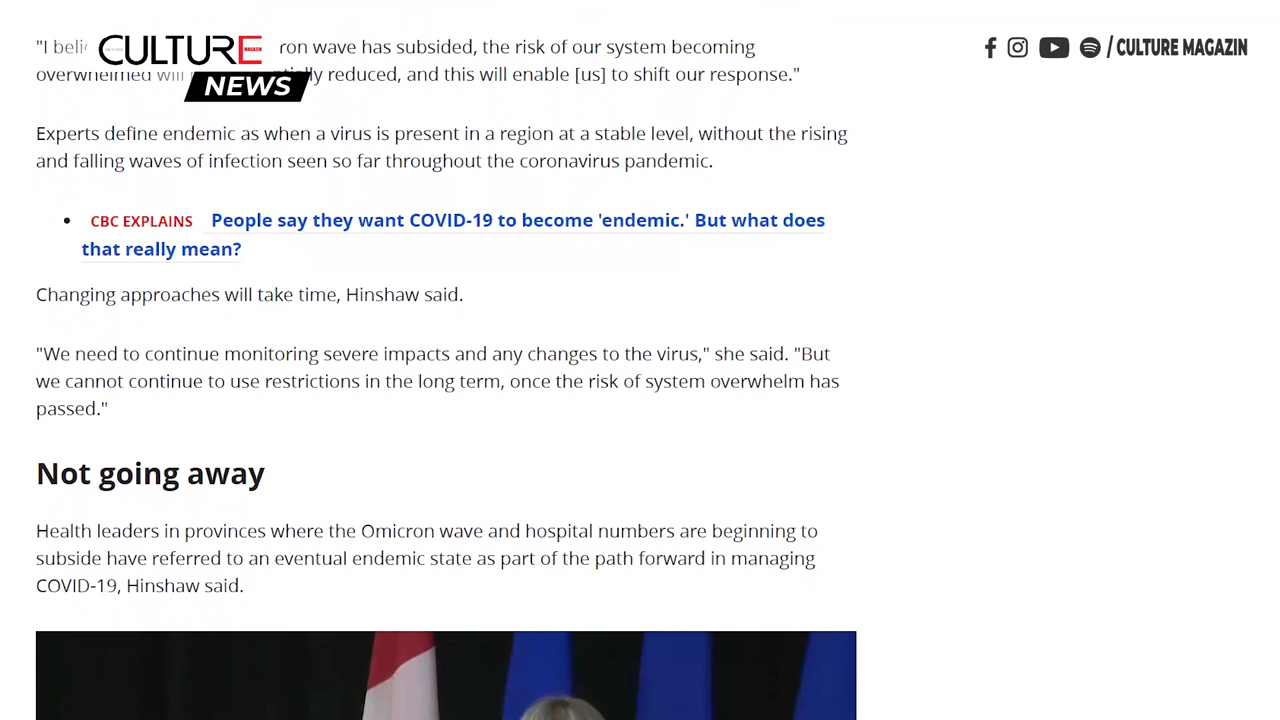 "I beli
CULTURE
MAGAZIN
NEWS
ron wave has subsided, the risk of our system becoming
overwhelmed will reduced, and this will enable [us] to shift our response."
/ CULTURE MAGAZIN
Experts define endemic as when a virus is present in a region at a stable level, without the rising
and falling waves of infection seen so far throughout the coronavirus pandemic.
• CBC EXPLAINS People say they want COVID-19 to become 'endemic.' But what does
that really mean?
Changing approaches will take time, Hinshaw said.
"We need to continue monitoring severe impacts and any changes to the virus," she said. "But
we cannot continue to use restrictions in the long term, once the risk of system overwhelm has
passed."
Not going away
Health leaders in provinces where the Omicron wave and hospital numbers are beginning to
subside have referred to an eventual endemic state as part of the path forward in managing
COVID-19, Hinshaw said.